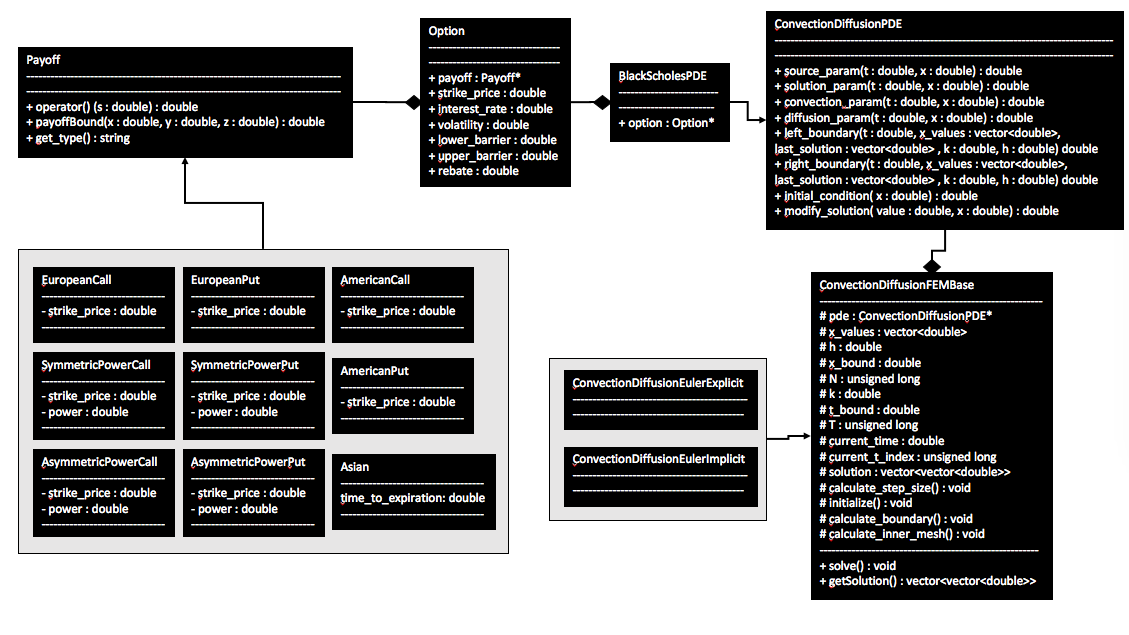 Payoff
------------------------------------------------
------------------------------------------------
+ operator() (s : double) : double
+ payoffBound(x : double, y : double, z : double) : double
+ get_type() : string
Option
------------------------
------------------------
+ payoff : Payoff*
+ strike_price : double
+ interest_rate : double
+ volatility : double
+ lower_barrier : double
+ upper_barrier : double
+ rebate : double
BlackScholesPDE
------------------------
------------------------
+ option : Option*
ConvectionDiffusionPDE
------------------------------------------------
------------------------------------------------
+ source_param(t : double, x : double) : double
+ solution_param(t : double, x : double) : double
+ convection_param(t : double, x : double) : double
+ diffusion_param(t : double, x : double) : double
+ left_boundary(t : double, x_values : vector<double>,
last_solution : vector<double> , k : double, h : double) double
+ right_boundary(t : double, x_values : vector<double>,
last_solution : vector<double> , k : double, h : double) double
+ initial_condition( x : double) : double
+ modify_solution( value : double, x : double) : double
EuropeanCall
------------------------
- strike_price : double
------------------------
EuropeanPut
------------------------
- strike_price : double
------------------------
AmericanCall
------------------------
- strike_price : double
------------------------
SymmetricPowerCall
------------------------
- strike_price : double
- power : double
------------------------
SymmetricPowerPut
------------------------
- strike_price : double
- power : double
------------------------
AmericanPut
------------------------
- strike_price : double
------------------------
AsymmetricPowerCall
------------------------
- strike_price : double
- power : double
------------------------
AsymmetricPowerPut
------------------------
- strike_price : double
- power : double
------------------------
Asian
------------------------
time_to_expiration: double
------------------------
ConvectionDiffusionEulerExplicit
------------------------
------------------------
ConvectionDiffusionEulerImplicit
------------------------
------------------------
ConvectionDiffusionFEMBase
------------------------
# pde : ConvectionDiffusionPDE*
# x_values : vector<double>
# h : double
# x_bound : double
# N : unsigned long
# k : double
# t_bound : double
# T : unsigned long
# current_time : double
# current_t_index : unsigned long
# solution : vector<vector<double>>
# calculate_step_size() : void
# initialize() : void
# calculate_boundary() : void
# calculate_inner_mesh() : void
------------------------
+ solve() : void
+ getSolution() : vector<vector<double>>